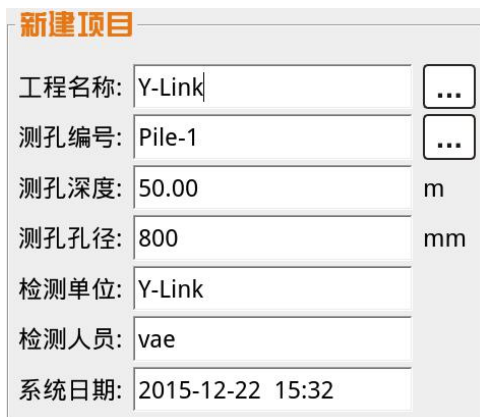 新建项目
工程名称: Y-Link ...
测孔编号: Pile-1 ...
测孔深度: 50.00 m
测孔孔径: 800 mm
检测单位: Y-Link
检测人员: vae
系统日期: 2015-12-22 15:32